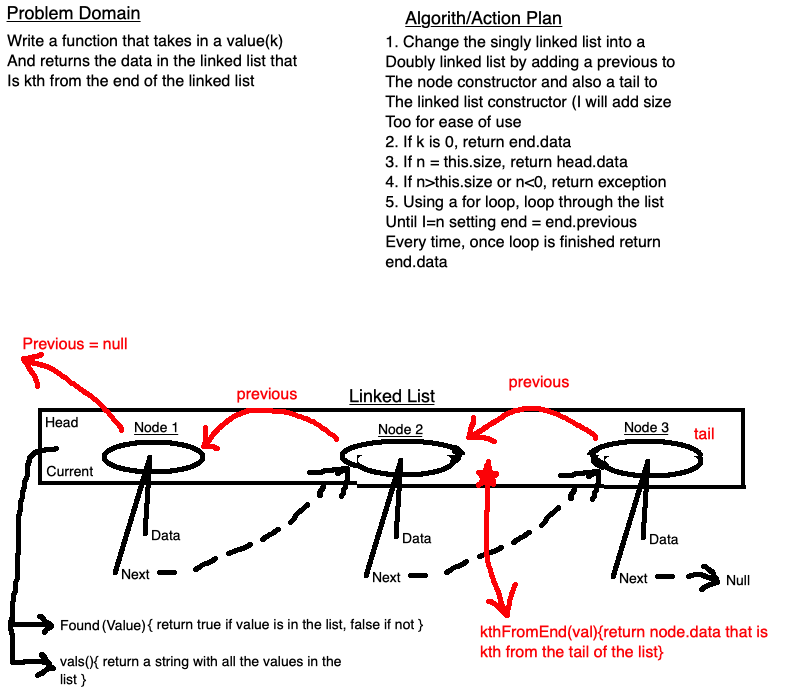 Problem Domain
Write a function that takes in a value(k)
And returns the data in the linked list that
Is kth from the end of the linked list
Algorith/Action Plan
1. Change the singly linked list into a
Doubly linked list by adding a previous to
The node constructor and also a tail to
The linked list constructor (I will add size
Too for ease of use
2. If k is 0, return end.data
3. If n = this.size, return head.data
4. If n>this.size or n<0, return exception
5. Using a for loop, loop through the list
Until I=n setting end = end.previous
Every time, once loop is finished return
end.data
Previous = null
previous
Linked List
previous
Head
Node 1
Node 2
Node 3
tail
Current
Data
Data
Data
Next
Next
Next
Null
Found(Value){ return true if value is in the list, false if not }
vals(){ return a string with all the values in the
list }
kthFromEnd(val){return node.data that is
kth from the tail of the list}